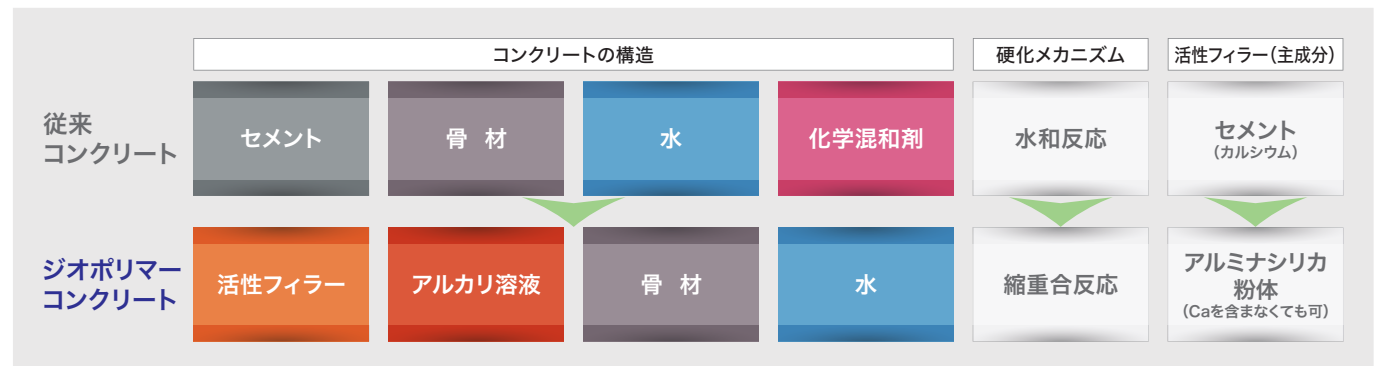 コンクリートの構造
硬化メカニズム
活性フィラー（主成分）
従来
コンクリート
セメント
骨 材
水
化学混和剤
水和反応
セメント
（カルシウム）
ジオポリマー
コンクリート
活性フィラー
アルカリ溶液
骨 材
水
縮重合反応
アルミナシリカ
粉体
（Caを含まなくても可）